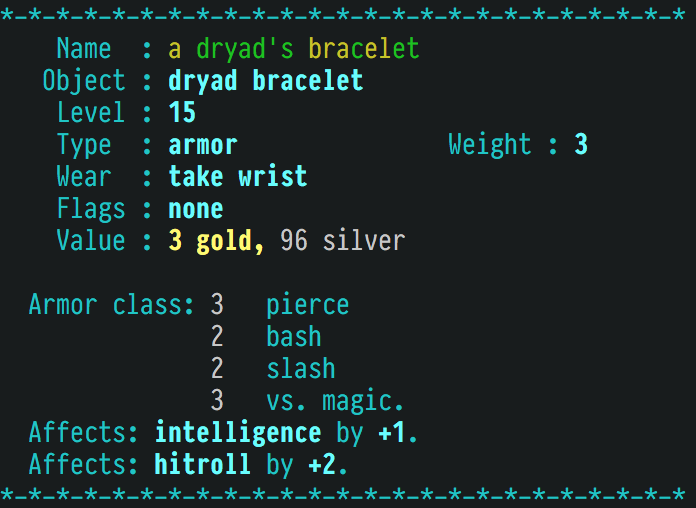 *-*-*-*-*-*-*-*-*-*-*-*-*-*-*-*-*-*-*-*-*-*-*-*-*
Name : a dryad's bracelet
Object : dryad bracelet
Level : 15
Type : armor Weight : 3
Wear : take wrist
Flags : none
Value : 3 gold, 96 silver
Armor class: 3 pierce
2 bash
2 slash
3 vs. magic.
Affects: intelligence by +1.
Affects: hitroll by +2.
*-*-*-*-*-*-*-*-*-*-*-*-*-*-*-*-*-*-*-*-*-*-*-*-*